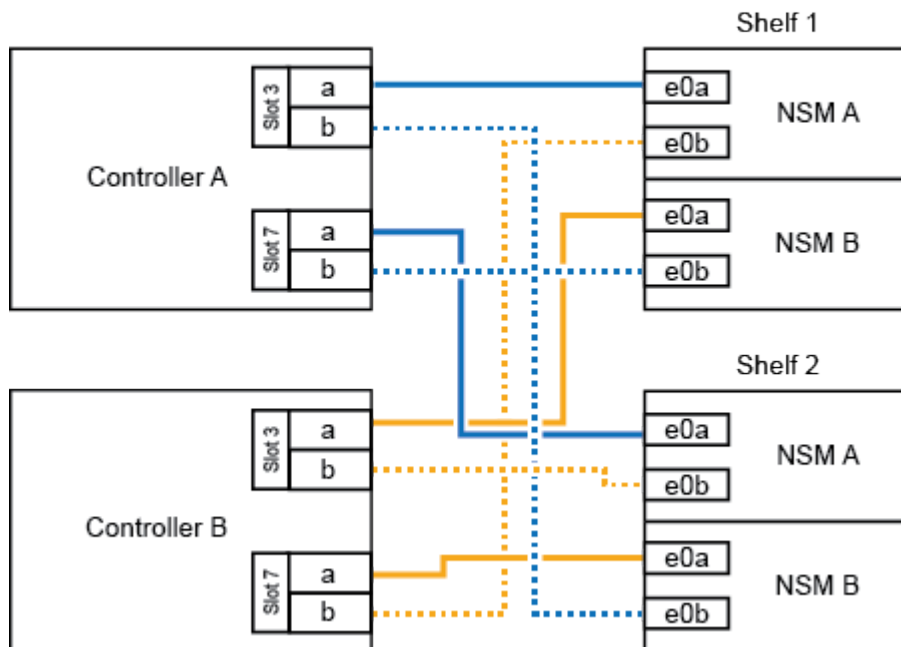 Shelf 1
Slot 3
a
b
Controller A
Slot 7
a
b
e0a
e0b
NSM A
e0a
e0b
NSM B
Shelf 2
Slot 3
a
b
Controller B
Slot 7
a
b
e0a
e0b
NSM A
e0a
e0b
NSM B